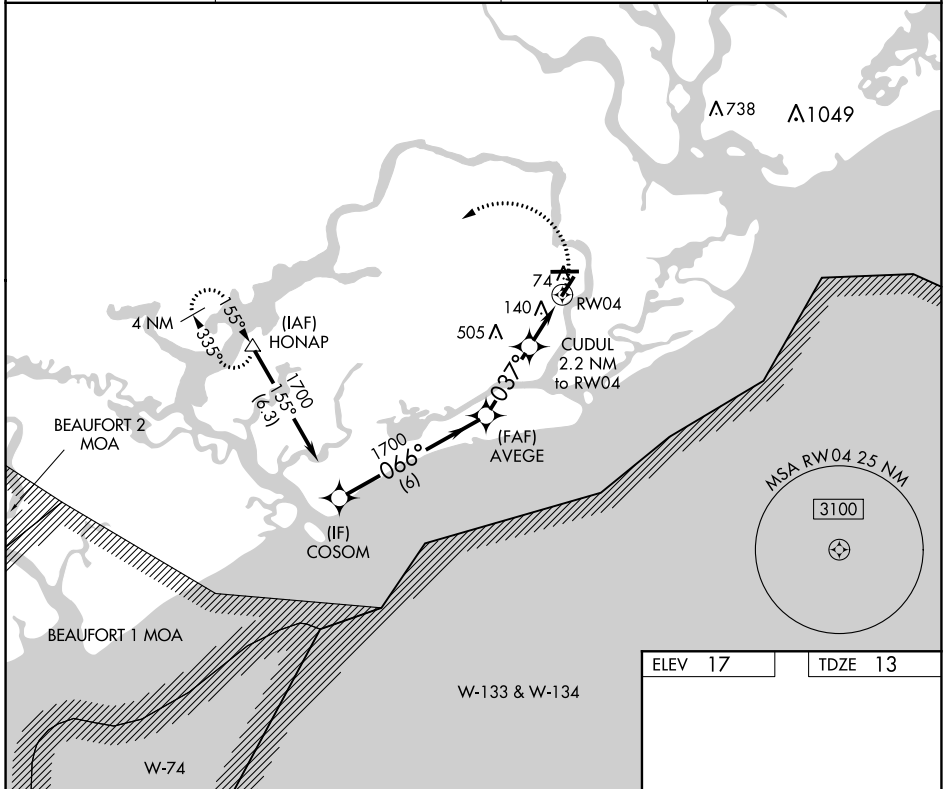 738
1049
74
RW04
140
505
CUDUL
2.2 NM
to RW04
037°
4 NM
155°
335°
(IAF)
HONAP
1700
155°
(6.3)
BEAUFORT 2
MOA
1700
066°
(6)
(FAF)
AVEGE
(IF)
COSOM
MSA RW04 25 NM
3100
BEAUFORT 1 MOA
W-133 & W-134
W-74
ELEV 17
TDZE 13